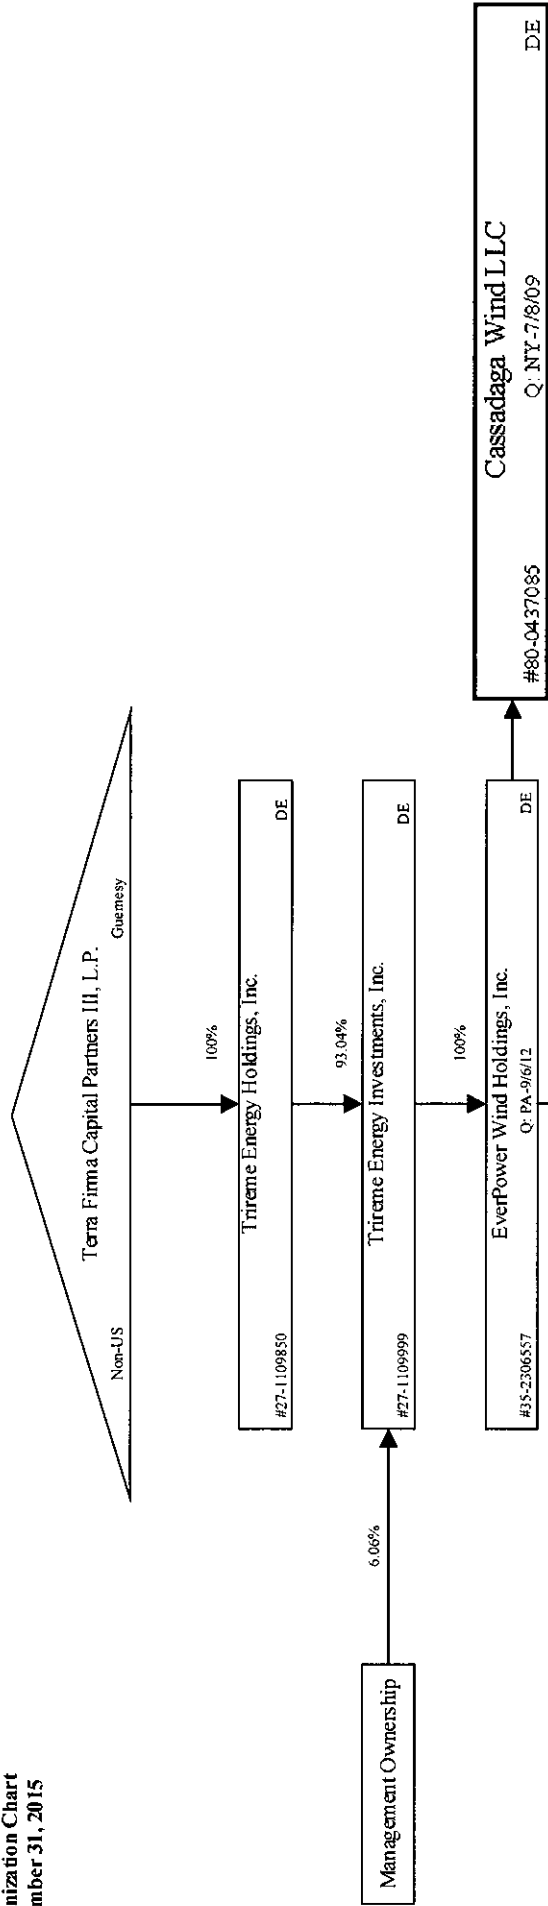 nization Chart
mber 31, 2015
Terra Firma Capital Partners III, L.P.
Non-US Guernesy
100%
Trireme Energy Holdings, Inc.
#27-1109850 DE
93.04%
Management Ownership
6.06%
Trireme Energy Investments, Inc.
#27-1109999 DE
100%
EverPower Wind Holdings, Inc.
Q: PA-9/6/12
#35-2306557 DE
Cassadaga Wind LLC
Q: NY-7/8/09
#80-0437085 DE